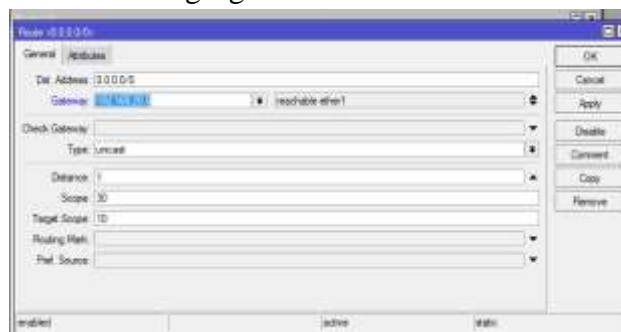 Route <0.0.0.0/0>
General Attributes
OK
Dst. Address: 0.0.0.0/0
Cancel
Gateway: reachable ether1
Apply
Check Gateway:
Disable
Type: unicast
Comment
Distance: 1
Copy
Scope: 30
Remove
Target Scope: 10
Routing Mark:
Pref. Source:
enabled active static